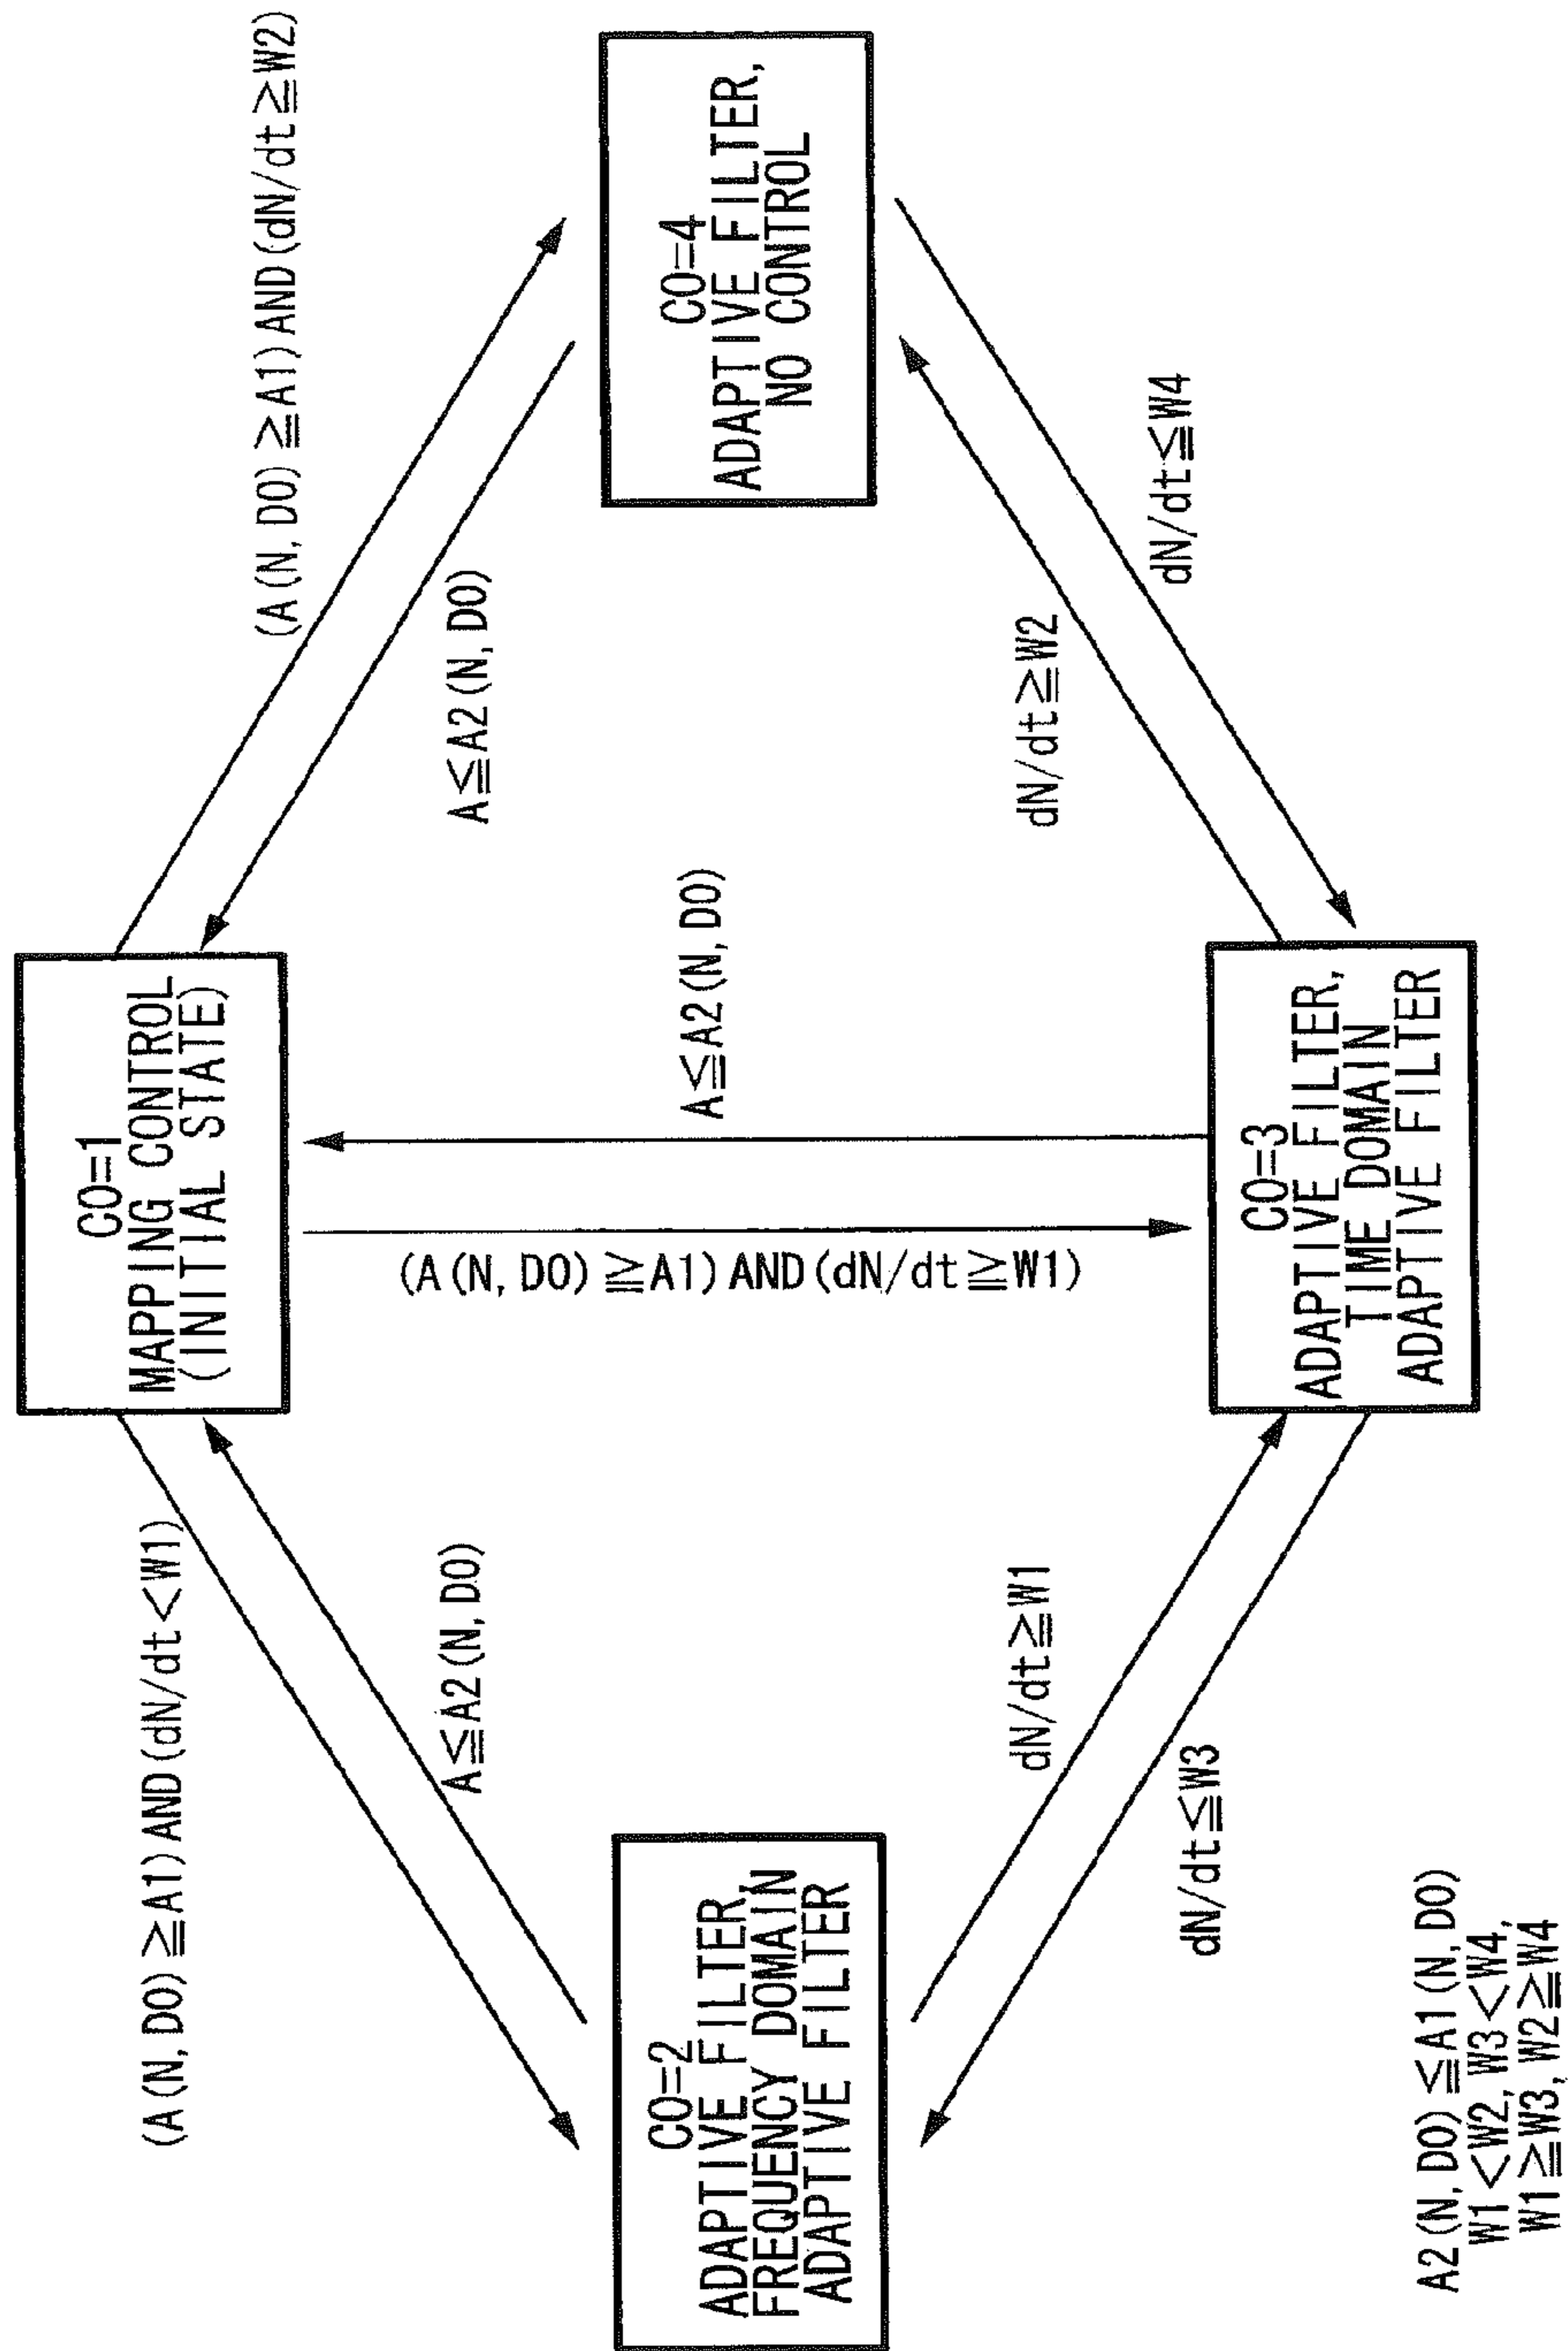 CO=1
MAPPING CONTROL
(INITIAL STATE)
(A(N,DO)≧A1)AND(dN/dt<W1)
(A(N,DO)≧A1)AND(dN/dt≧W2)
A≦A2(N,DO)
A≦A2(N,DO)
CO=2
ADAPTIVE FILTER,
FREQUENCY DOMAIN
ADAPTIVE FILTER
(A(N,DO)≧A1)AND(dN/dt≧W1)
A≦A2(N,DO)
CO=4
ADAPTIVE FILTER,
NO CONTROL
dN/dt≧W1
dN/dt≧W2
dN/dt≦W3
dN/dt≦W4
CO=3
ADAPTIVE FILTER,
TIME DOMAIN
ADAPTIVE FILTER
A2(N,DO)≦A1(N,DO)
W1<W2,W3<W4,
W1≧W3,W2≧W4